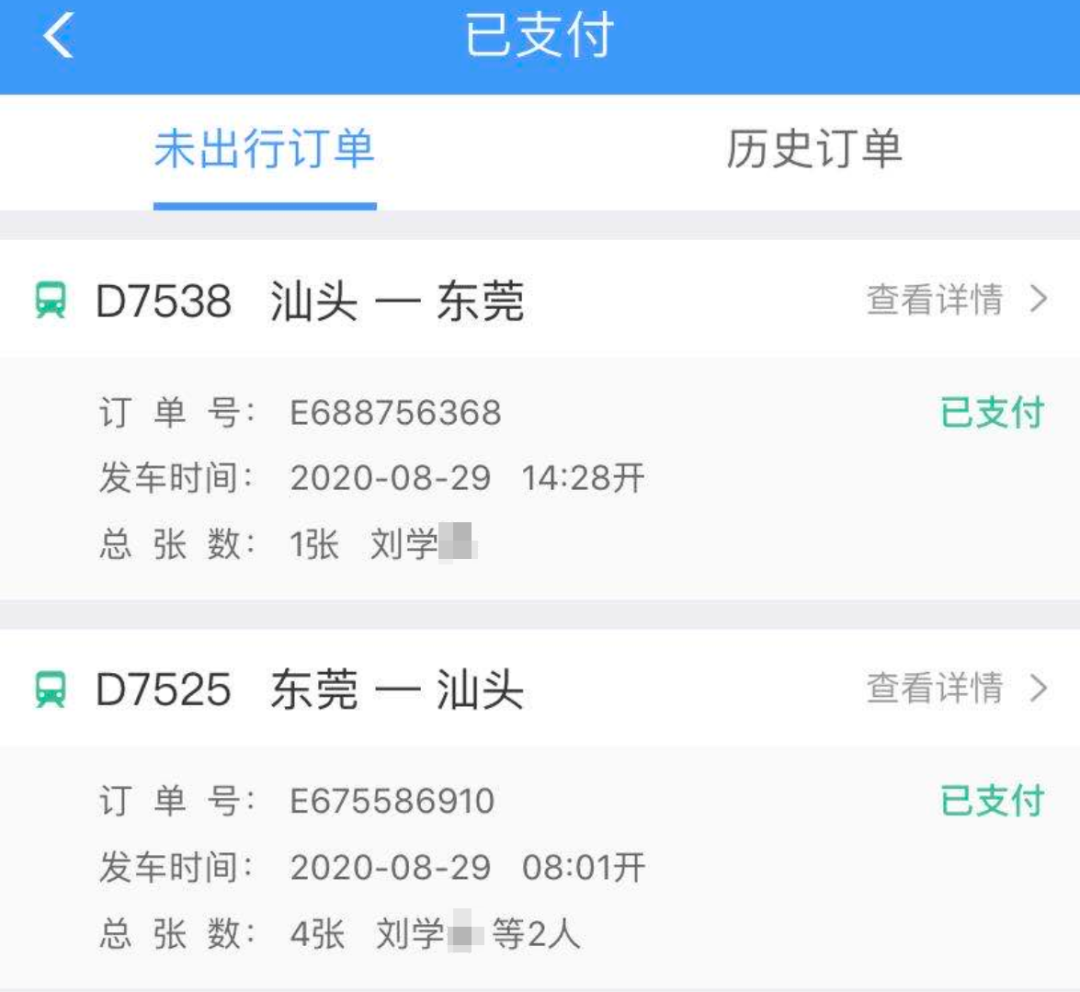 已支付
未出行订单 历史订单
D7538 汕头 — 东莞 查看详情
订 单 号： E688756368 已支付
发车时间： 2020-08-29 14:28开
总 张 数： 1张 刘学
D7525 东莞 — 汕头 查看详情
订 单 号： E675586910 已支付
发车时间： 2020-08-29 08:01开
总 张 数： 4张 刘学 等2人